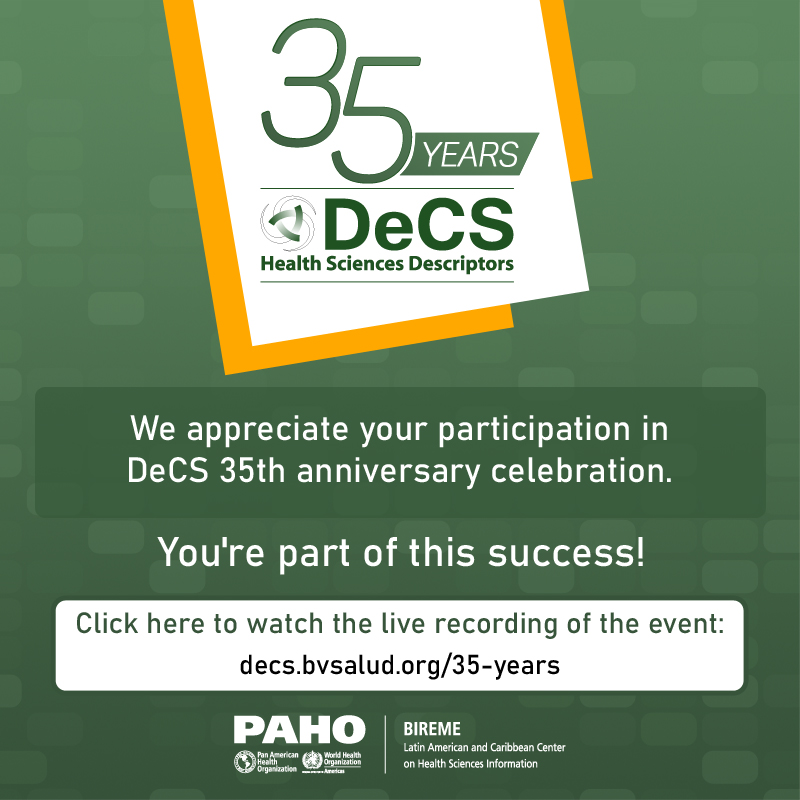 35
YEARS
DeCS
Health Sciences Descriptors
We appreciate your participation in
DeCS 35th anniversary celebration.
You're part of this success!
Click here to watch the live recording of the event:
decs.bvsalud.org/35-years
PAHO
Pan American
Health
Organization
World Health
Organization
Americas
BIREME
Latin American and Caribbean Center
on Health Sciences Information